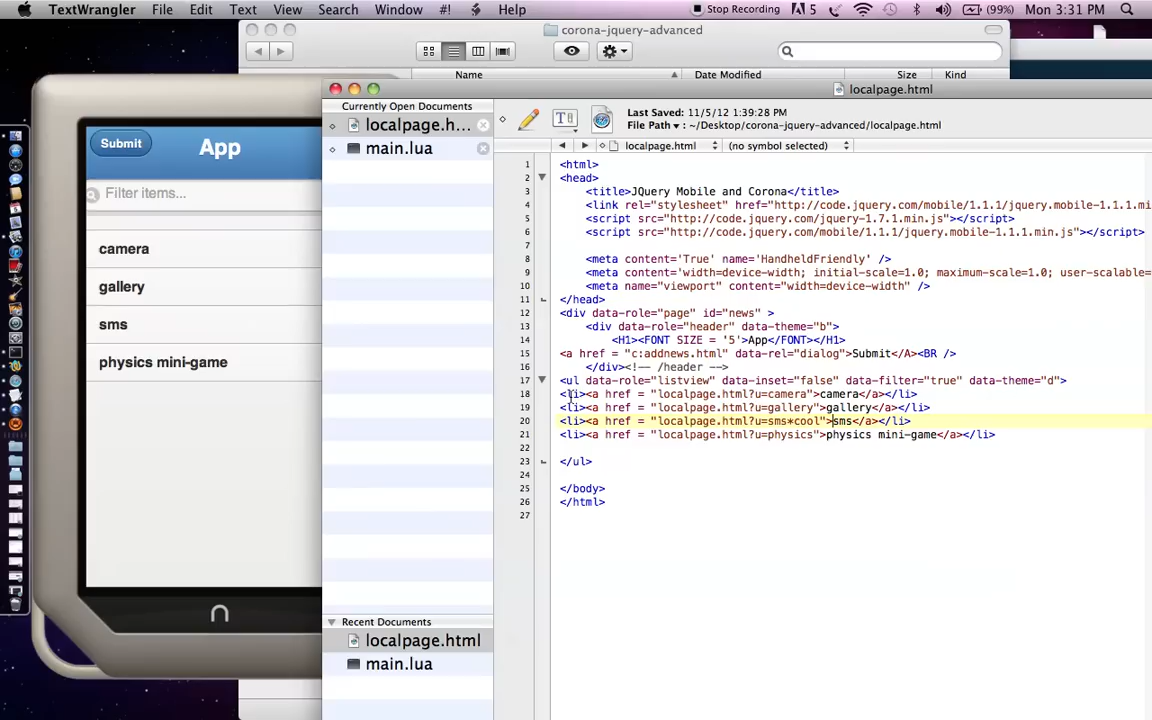 TextWrangler File Edit Text View Search Window #! Help Stop Recording 5 (99%) Mon 3:31 PM
corona-jquery-advanced
Name Date Modified Size Kind
localpage.html
Currently Open Documents
localpage.h...
main.lua
Last Saved: 11/5/12 1:39:28 PM
File Path ▾ : ~/Desktop/corona-jquery-advanced/localpage.html
localpage.html (no symbol selected)
Submit App
Filter items...
camera
gallery
sms
physics mini-game
1 <html>
2 <head>
3 <title>JQuery Mobile and Corona</title>
4 <link rel="stylesheet" href="http://code.jquery.com/mobile/1.1.1/jquery.mobile-1.1.1.mi
5 <script src="http://code.jquery.com/jquery-1.7.1.min.js"></script>
6 <script src="http://code.jquery.com/mobile/1.1.1/jquery.mobile-1.1.1.min.js"></script>
7
8 <meta content='True' name='HandheldFriendly' />
9 <meta content='width=device-width; initial-scale=1.0; maximum-scale=1.0; user-scalable=
10 <meta name="viewport" content="width=device-width" />
11 </head>
12 <div data-role="page" id="news" >
13 <div data-role="header" data-theme="b">
14 <H1><FONT SIZE = '5'>App</FONT></H1>
15 <a href = "c:addnews.html" data-rel="dialog">Submit</A><BR />
16 </div><!-- /header -->
17 <ul data-role="listview" data-inset="false" data-filter="true" data-theme="d">
18 <li><a href = "localpage.html?u=camera">camera</a></li>
19 <li><a href = "localpage.html?u=gallery">gallery</a></li>
20 <li><a href = "localpage.html?u=sms*cool">sms</a></li>
21 <li><a href = "localpage.html?u=physics">physics mini-game</a></li>
22
23 </ul>
24
25 </body>
26 </html>
27
Recent Documents
localpage.html
main.lua